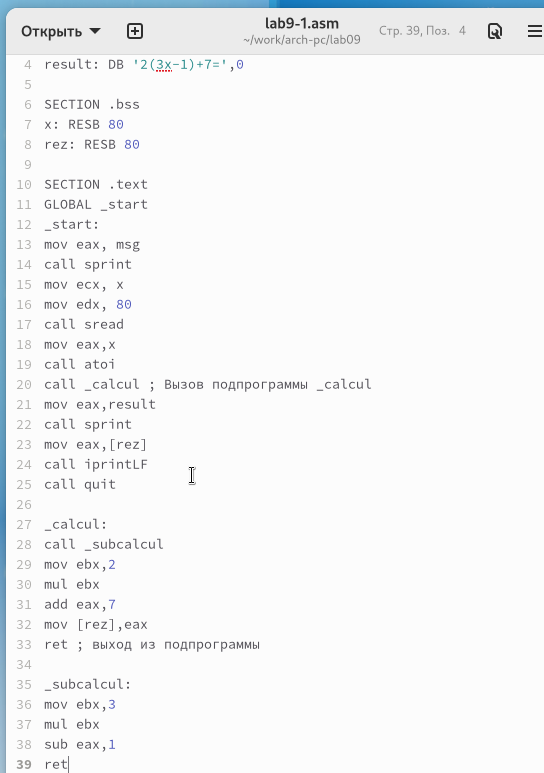 Открыть
lab9-1.asm
~/work/arch-pc/lab09
Стр. 39, Поз. 4
4 result: DB '2(3x-1)+7=',0
5
6 SECTION .bss
7 x: RESB 80
8 rez: RESB 80
9
10 SECTION .text
11 GLOBAL _start
12 _start:
13 mov eax, msg
14 call sprint
15 mov ecx, x
16 mov edx, 80
17 call sread
18 mov eax,x
19 call atoi
20 call _calcul ; Вызов подпрограммы _calcul
21 mov eax,result
22 call sprint
23 mov eax,[rez]
24 call iprintLF
25 call quit
26
27 _calcul:
28 call _subcalcul
29 mov ebx,2
30 mul ebx
31 add eax,7
32 mov [rez],eax
33 ret ; выход из подпрограммы
34
35 _subcalcul:
36 mov ebx,3
37 mul ebx
38 sub eax,1
39 ret